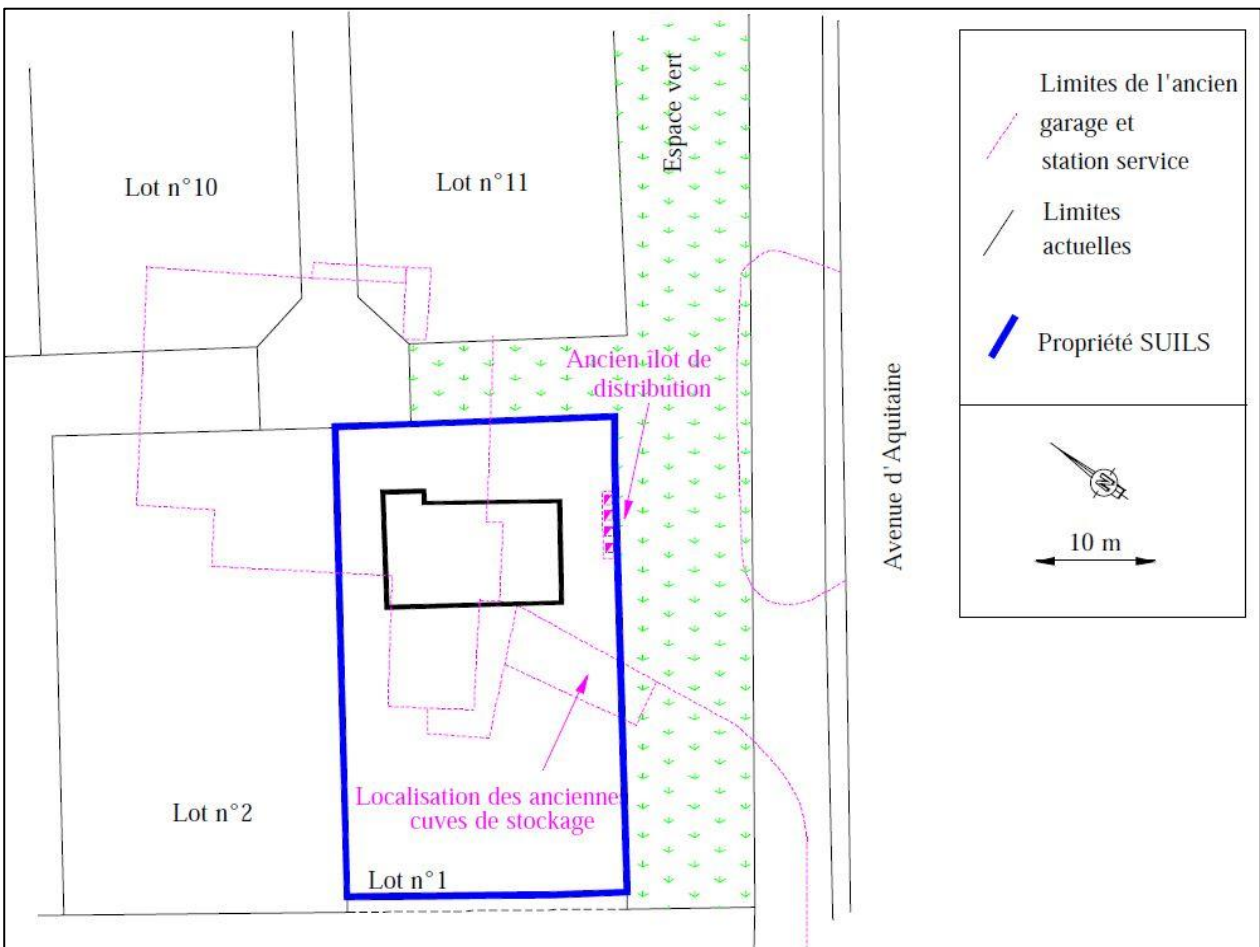 Espace vert
Lot n°10
Lot n°11
Ancien îlot de
distribution
Avenue d'Aquitaine
Localisation des anciennes
cuves de stockage
Lot n°2
Lot n°1
Limites de l'ancien
garage et
station service
Limites
actuelles
Propriété SUILS
N
10 m